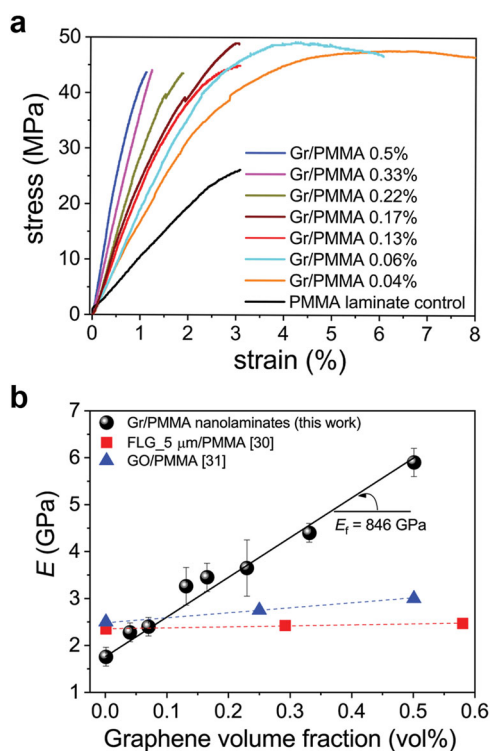 a
50
40
30
20
10
0
stress (MPa)
Gr/PMMA 0.5%
Gr/PMMA 0.33%
Gr/PMMA 0.22%
Gr/PMMA 0.17%
Gr/PMMA 0.13%
Gr/PMMA 0.06%
Gr/PMMA 0.04%
PMMA laminate control
0 1 2 3 4 5 6 7 8
strain (%)
b
7
6
5
4
3
2
1
E (GPa)
Gr/PMMA nanolaminates (this work)
FLG_5 μm/PMMA [30]
GO/PMMA [31]
Ef = 846 GPa
0.0 0.1 0.2 0.3 0.4 0.5 0.6
Graphene volume fraction (vol%)